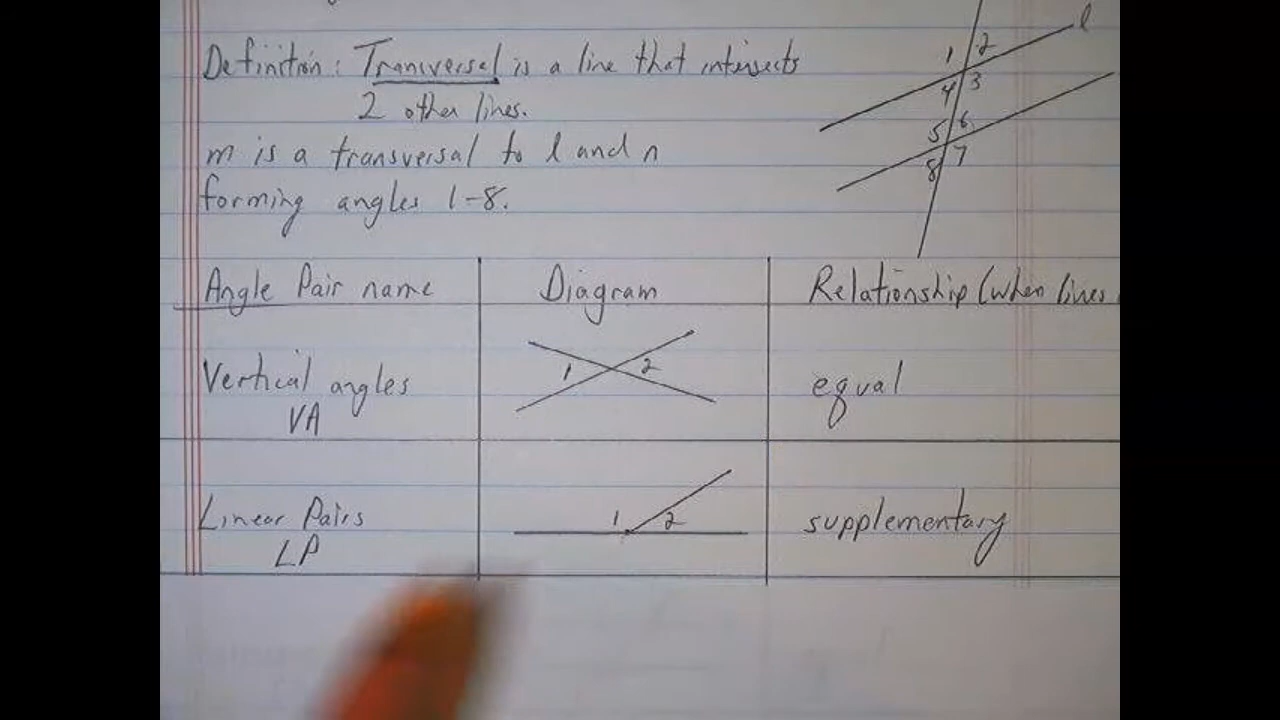 Definition: Transversal is a line that intersects
2 other lines.
m is a transversal to l and n
forming angles 1-8.
l
1 2
4 3
5 6
8 7
Angle Pair name Diagram Relationship (when lines
Vertical angles 1 2 equal
VA
Linear Pairs 1 2 supplementary
LP